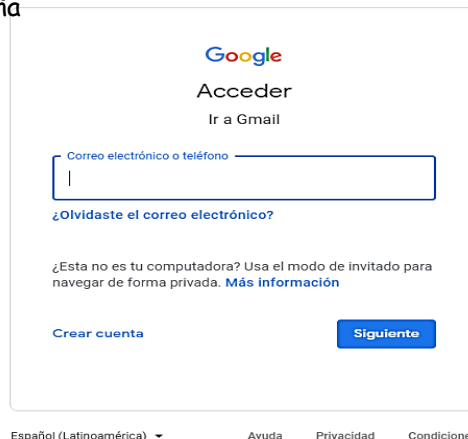 Google
Acceder
Ir a Gmail
Correo electrónico o teléfono
¿Olvidaste el correo electrónico?
¿Esta no es tu computadora? Usa el modo de invitado para
navegar de forma privada. Más información
Crear cuenta Siguiente
Español (Latinoamérica) Ayuda Privacidad